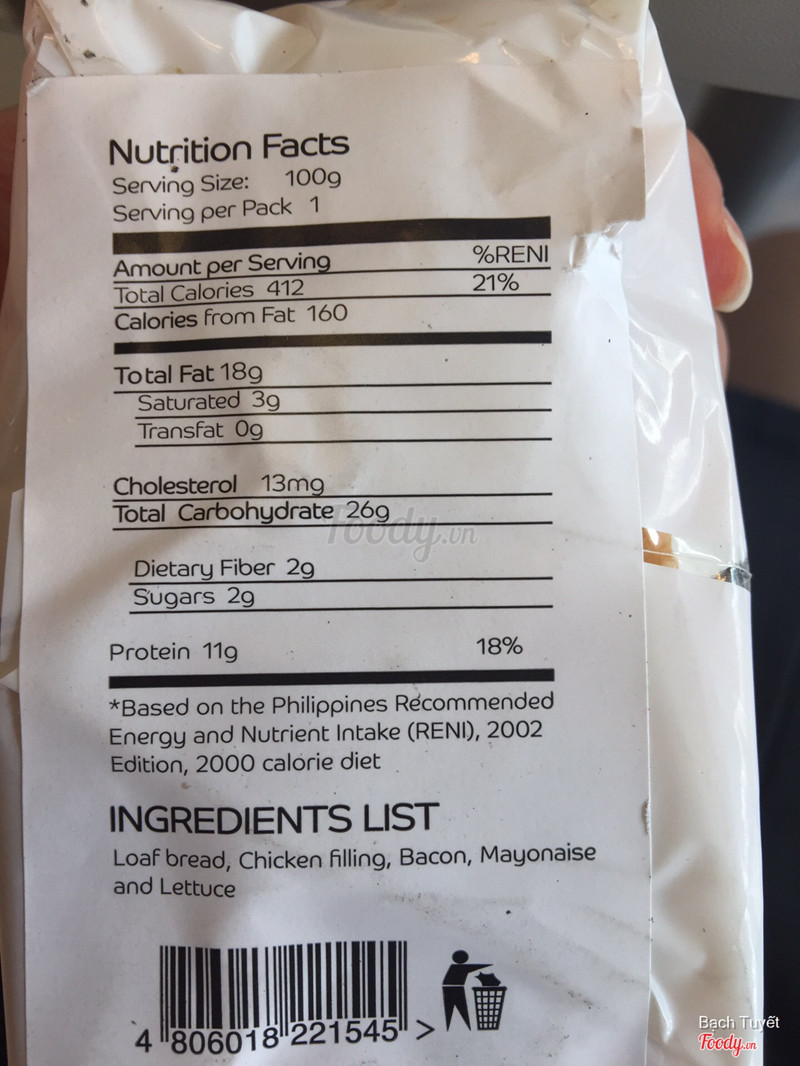 Nutrition Facts
Serving Size: 100g
Serving per Pack 1
Amount per Serving %RENI
Total Calories 412 21%
Calories from Fat 160
Total Fat 18g
Saturated 3g
Transfat 0g
Cholesterol 13mg
Total Carbohydrate 26g
Foody.vn
Dietary Fiber 2g
Sugars 2g
Protein 11g 18%
*Based on the Philippines Recommended
Energy and Nutrient Intake (RENI), 2002
Edition, 2000 calorie diet
INGREDIENTS LIST
Loaf bread, Chicken filling, Bacon, Mayonaise
and Lettuce
4 806018 221545 >
Bạch Tuyết
Foody.vn